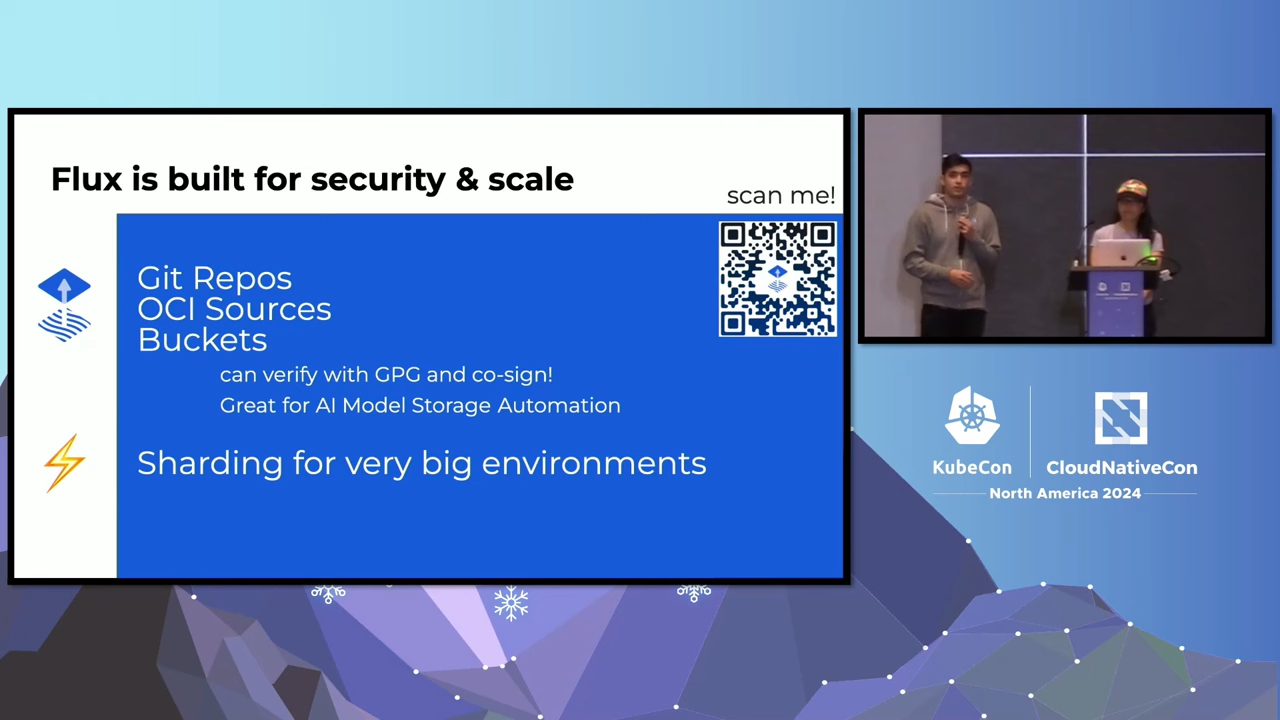 Flux is built for security & scale
scan me!
Git Repos
OCI Sources
Buckets
can verify with GPG and co-sign!
Great for AI Model Storage Automation
Sharding for very big environments
KubeCon
CloudNativeCon
North America 2024